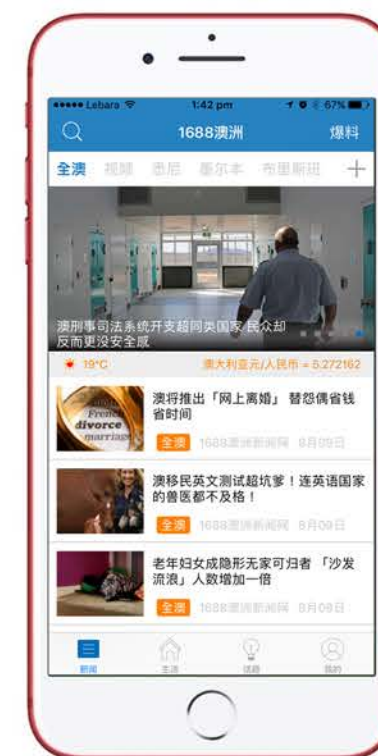 Lebara 1:42 pm 67%
1688澳洲 爆料
全澳 视频 悉尼 墨尔本 布里斯班
澳刑事司法系统开支超同类国家 民众却
反而更没安全感
19°C 澳大利亚元/人民币 = 5.272162
French
divorce
marriage
澳将推出「网上离婚」 替怨偶省钱
省时间
全澳 1688澳洲新闻网 8月09日
澳移民英文测试超坑爹！连英语国家
的兽医都不及格！
全澳 1688澳洲新闻网 8月09日
老年妇女成隐形无家可归者 「沙发
流浪」人数增加一倍
全澳 1688澳洲新闻网 8月09日
新闻 生活 话题 我的